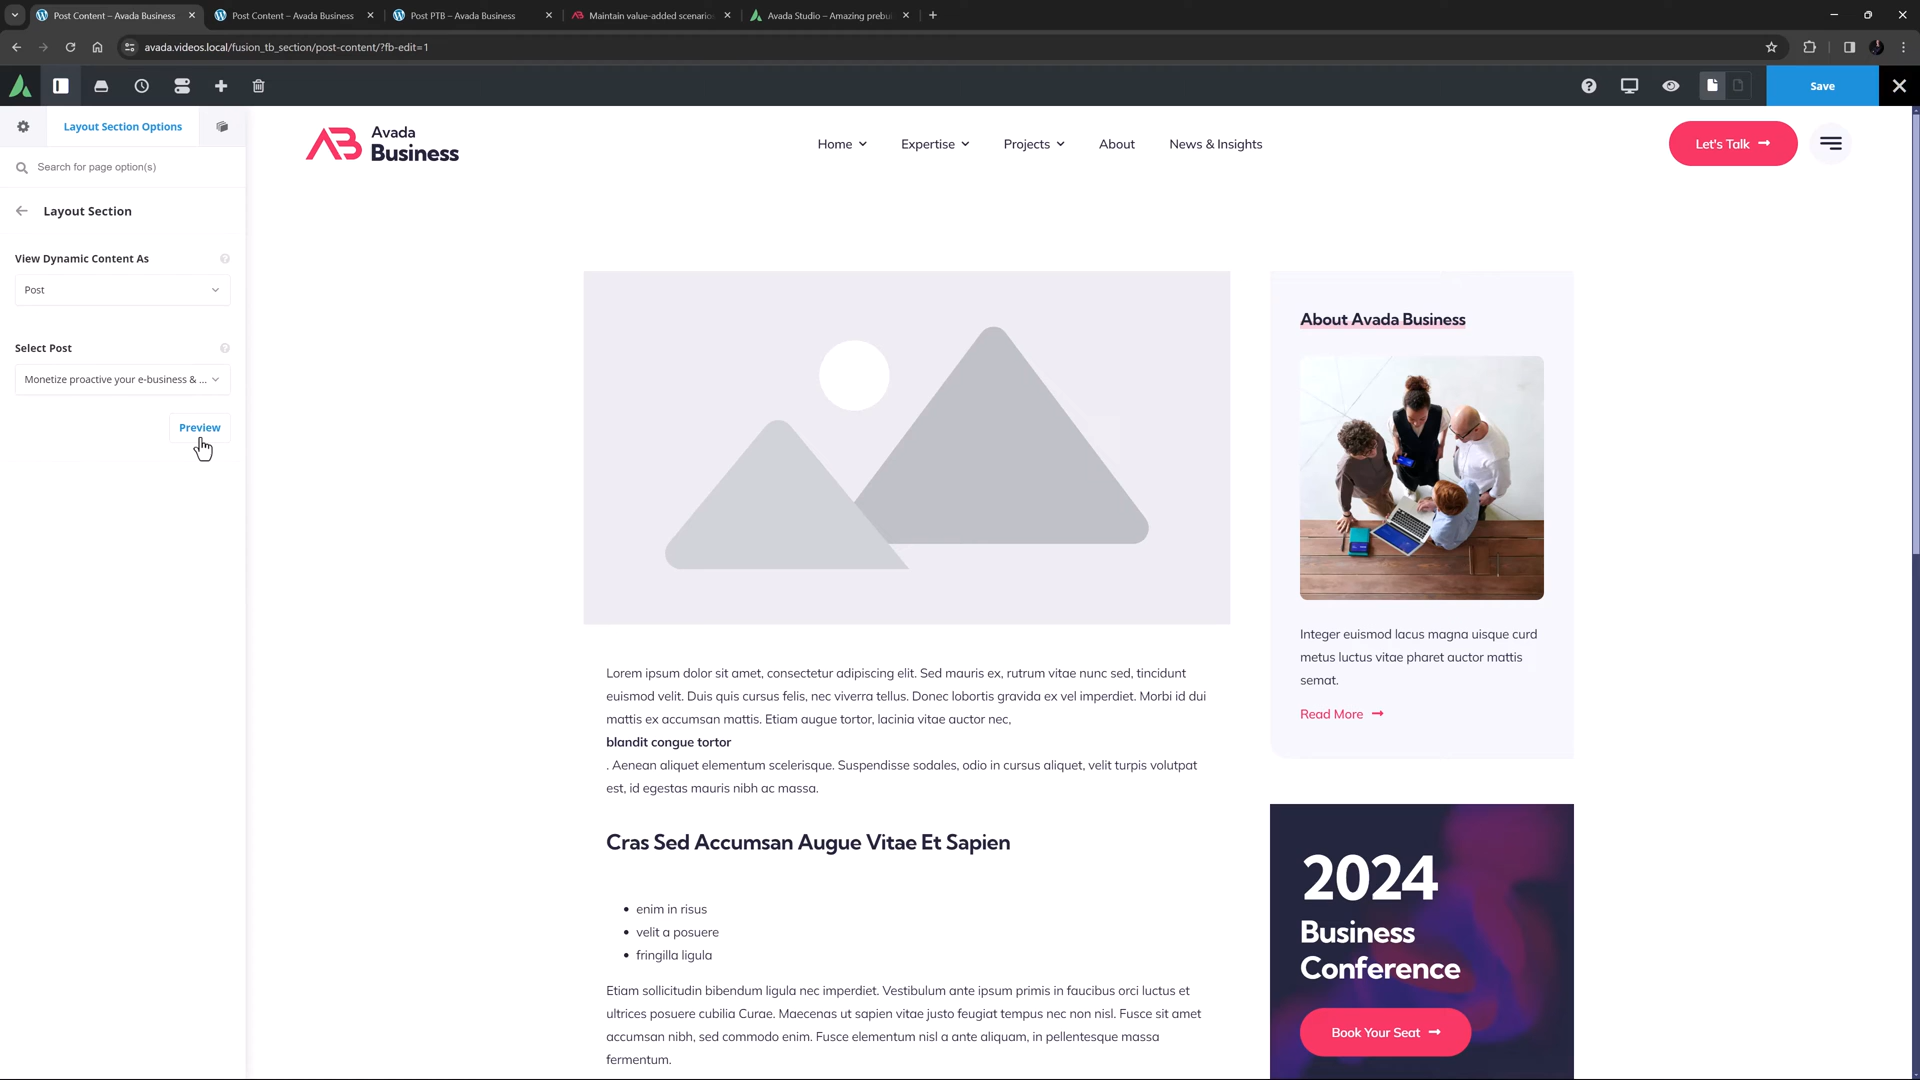 Post Content – Avada Business
Post Content – Avada Business
Post PTB – Avada Business
Maintain value-added scenario
Avada Studio – Amazing prebu
avada.videos.local/fusion_tb_section/post-content/?fb-edit=1
Save
Layout Section Options
Search for page option(s)
Layout Section
View Dynamic Content As
Post
Select Post
Monetize proactive your e-business & ...
Preview
Avada
Business
Home
Expertise
Projects
About
News & Insights
Let's Talk
Lorem ipsum dolor sit amet, consectetur adipiscing elit. Sed mauris ex, rutrum vitae nunc sed, tincidunt
euismod velit. Duis quis cursus felis, nec viverra tellus. Donec lobortis gravida ex vel imperdiet. Morbi id dui
mattis ex accumsan mattis. Etiam augue tortor, lacinia vitae auctor nec,
blandit congue tortor
. Aenean aliquet elementum scelerisque. Suspendisse sodales, odio in cursus aliquet, velit turpis volutpat
est, id egestas mauris nibh ac massa.
Cras Sed Accumsan Augue Vitae Et Sapien
enim in risus
velit a posuere
fringilla ligula
Etiam sollicitudin bibendum ligula nec imperdiet. Vestibulum ante ipsum primis in faucibus orci luctus et
ultrices posuere cubilia Curae. Maecenas ut sapien vitae justo feugiat tempus nec non nisl. Fusce sit amet
accumsan nibh, sed commodo enim. Fusce elementum nisl a ante aliquam, in pellentesque massa
fermentum.
About Avada Business
Integer euismod lacus magna uisque curd
metus luctus vitae pharet auctor mattis
semat.
Read More
2024
Business
Conference
Book Your Seat